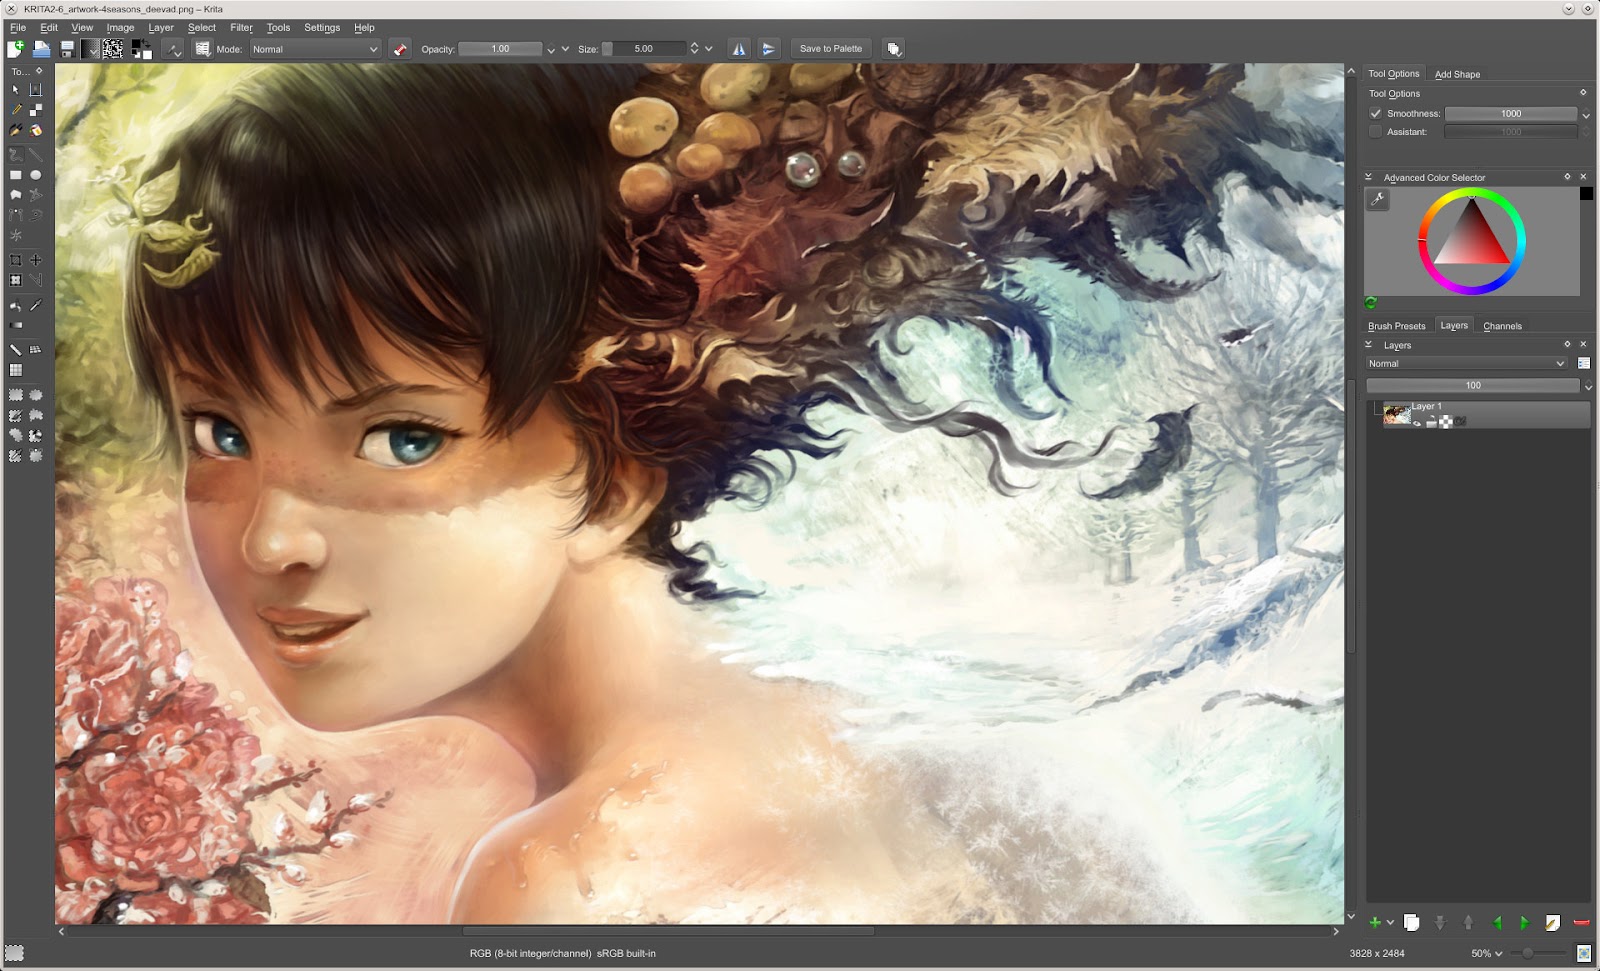 KRITA2-6_artwork-4seasons_deevad.png – Krita
File Edit View Image Layer Select Filter Tools Settings Help
Mode: Normal Opacity: 1.00 Size: 5.00 Save to Palette
To...
Tool Options Add Shape
Tool Options
Smoothness: 1000
Assistant: 1000
Advanced Color Selector
Brush Presets Layers Channels
Layers
Normal
100
Layer 1
RGB (8-bit integer/channel) sRGB built-in 3828 x 2484 50%